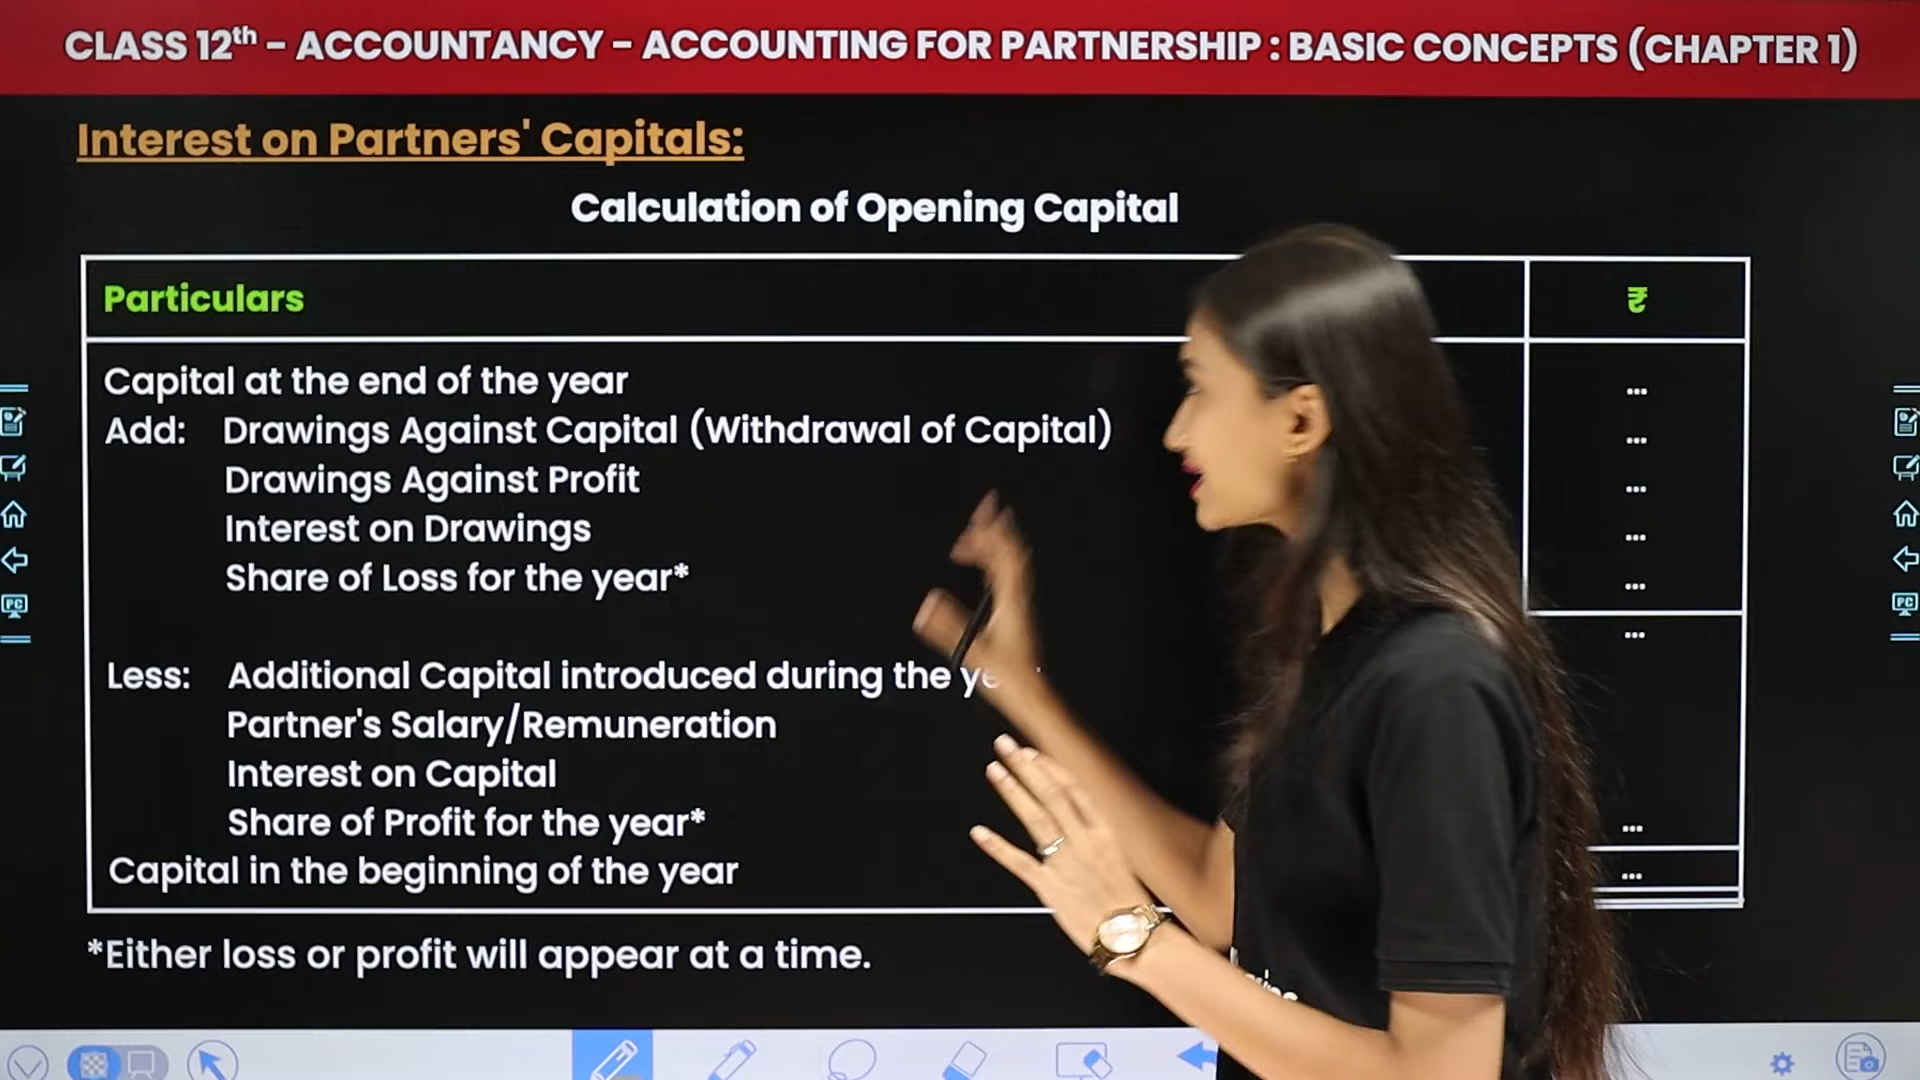 CLASS 12th - ACCOUNTANCY - ACCOUNTING FOR PARTNERSHIP : BASIC CONCEPTS (CHAPTER 1)
Interest on Partners' Capitals:
Calculation of Opening Capital
Particulars ₹
Capital at the end of the year ...
Add: Drawings Against Capital (Withdrawal of Capital) ...
Drawings Against Profit ...
Interest on Drawings ...
Share of Loss for the year* ...
...
Less: Additional Capital introduced during the
Partner's Salary/Remuneration
Interest on Capital
Share of Profit for the year* ...
Capital in the beginning of the year ...
*Either loss or profit will appear at a time.
PC
PC